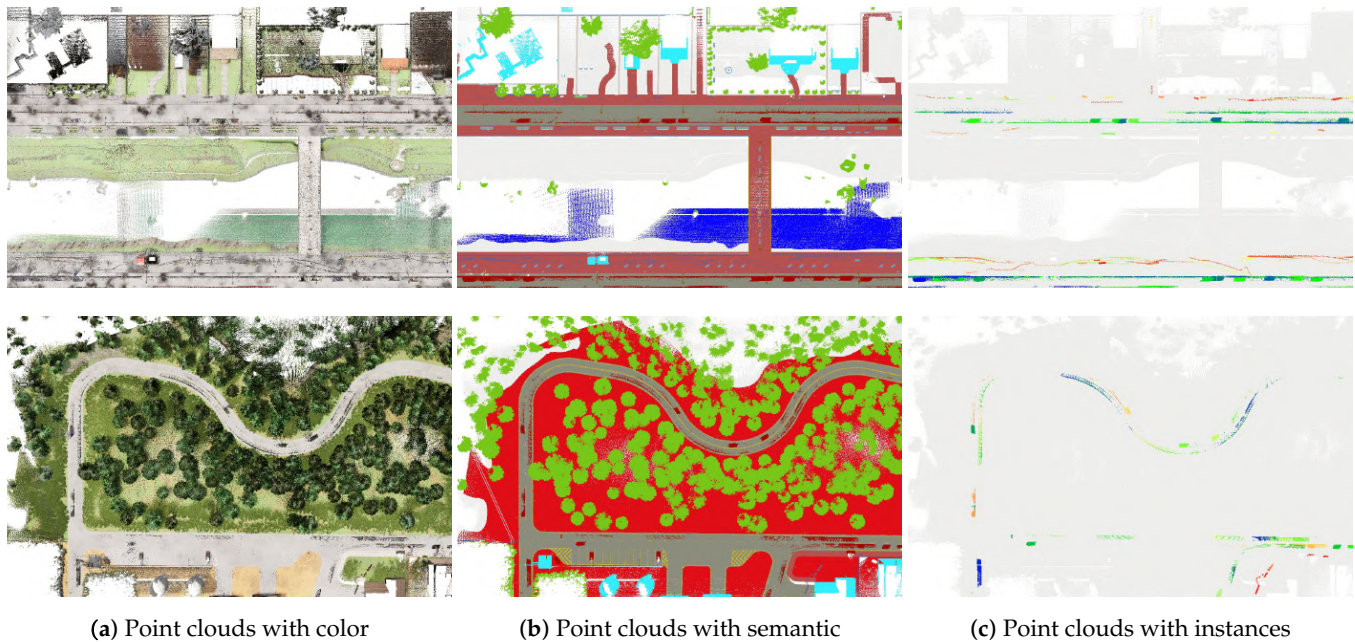 (a) Point clouds with color
(b) Point clouds with semantic
(c) Point clouds with instances